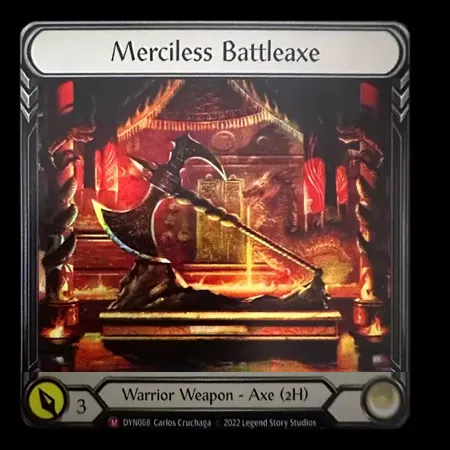 Merciless Battleaxe
3
Warrior Weapon - Axe (2H)
M DYN068 Carlos Cruchaga : 2022 Legend Story Studios